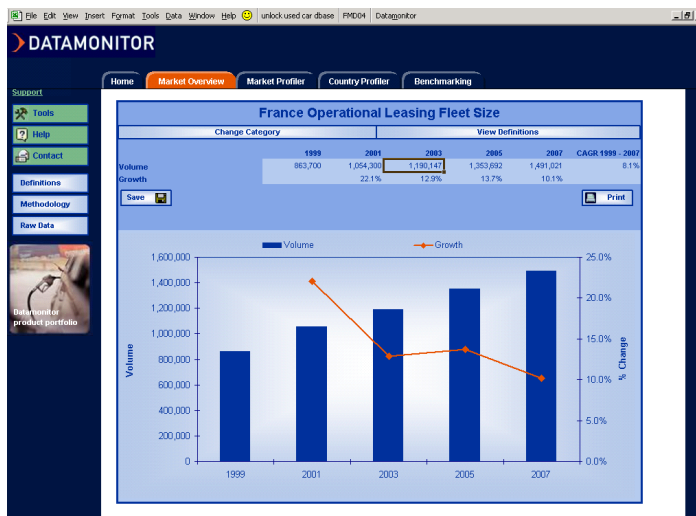 File Edit View Insert Format Tools Data Window Help unlock used car dbase FMD04 Datamonitor
DATAMONITOR
Home Market Overview Market Profiler Country Profiler Benchmarking
Support
Tools
Help
Contact
Definitions
Methodology
Raw Data
Datamonitor
product portfolio
France Operational Leasing Fleet Size
Change Category View Definitions
1999 2001 2003 2005 2007 CAGR 1999 - 2007
Volume 863,700 1,054,300 1,190,147 1,353,692 1,491,021 8.1%
Growth 22.1% 12.9% 13.7% 10.1%
Save Print
Volume Growth
1,600,000 25.0%
1,400,000
20.0%
1,200,000
1,000,000 15.0%
800,000
10.0%
600,000
400,000 5.0%
200,000
0 0.0%
Volume
% Change
1999 2001 2003 2005 2007